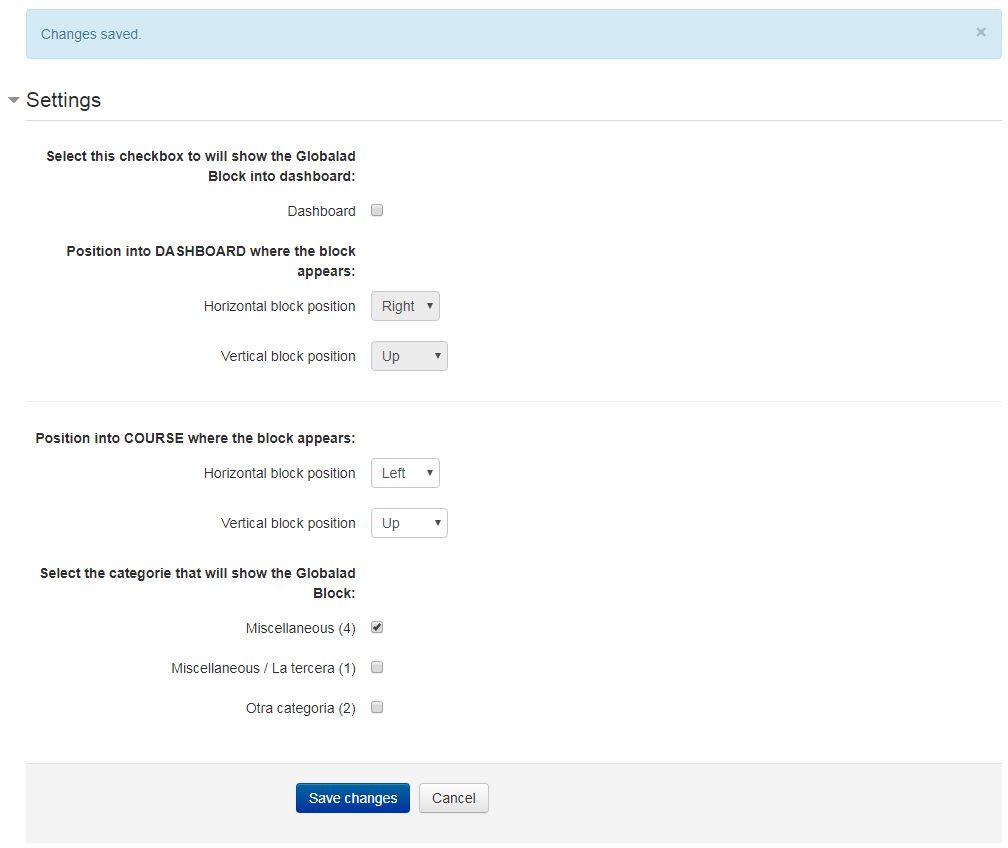 Changes saved.
×
Settings
Select this checkbox to will show the Globalad
Block into dashboard:
Dashboard
Position into DASHBOARD where the block
appears:
Horizontal block position Right
Vertical block position Up
Position into COURSE where the block appears:
Horizontal block position Left
Vertical block position Up
Select the categorie that will show the Globalad
Block:
Miscellaneous (4)
Miscellaneous / La tercera (1)
Otra categoria (2)
Save changes Cancel